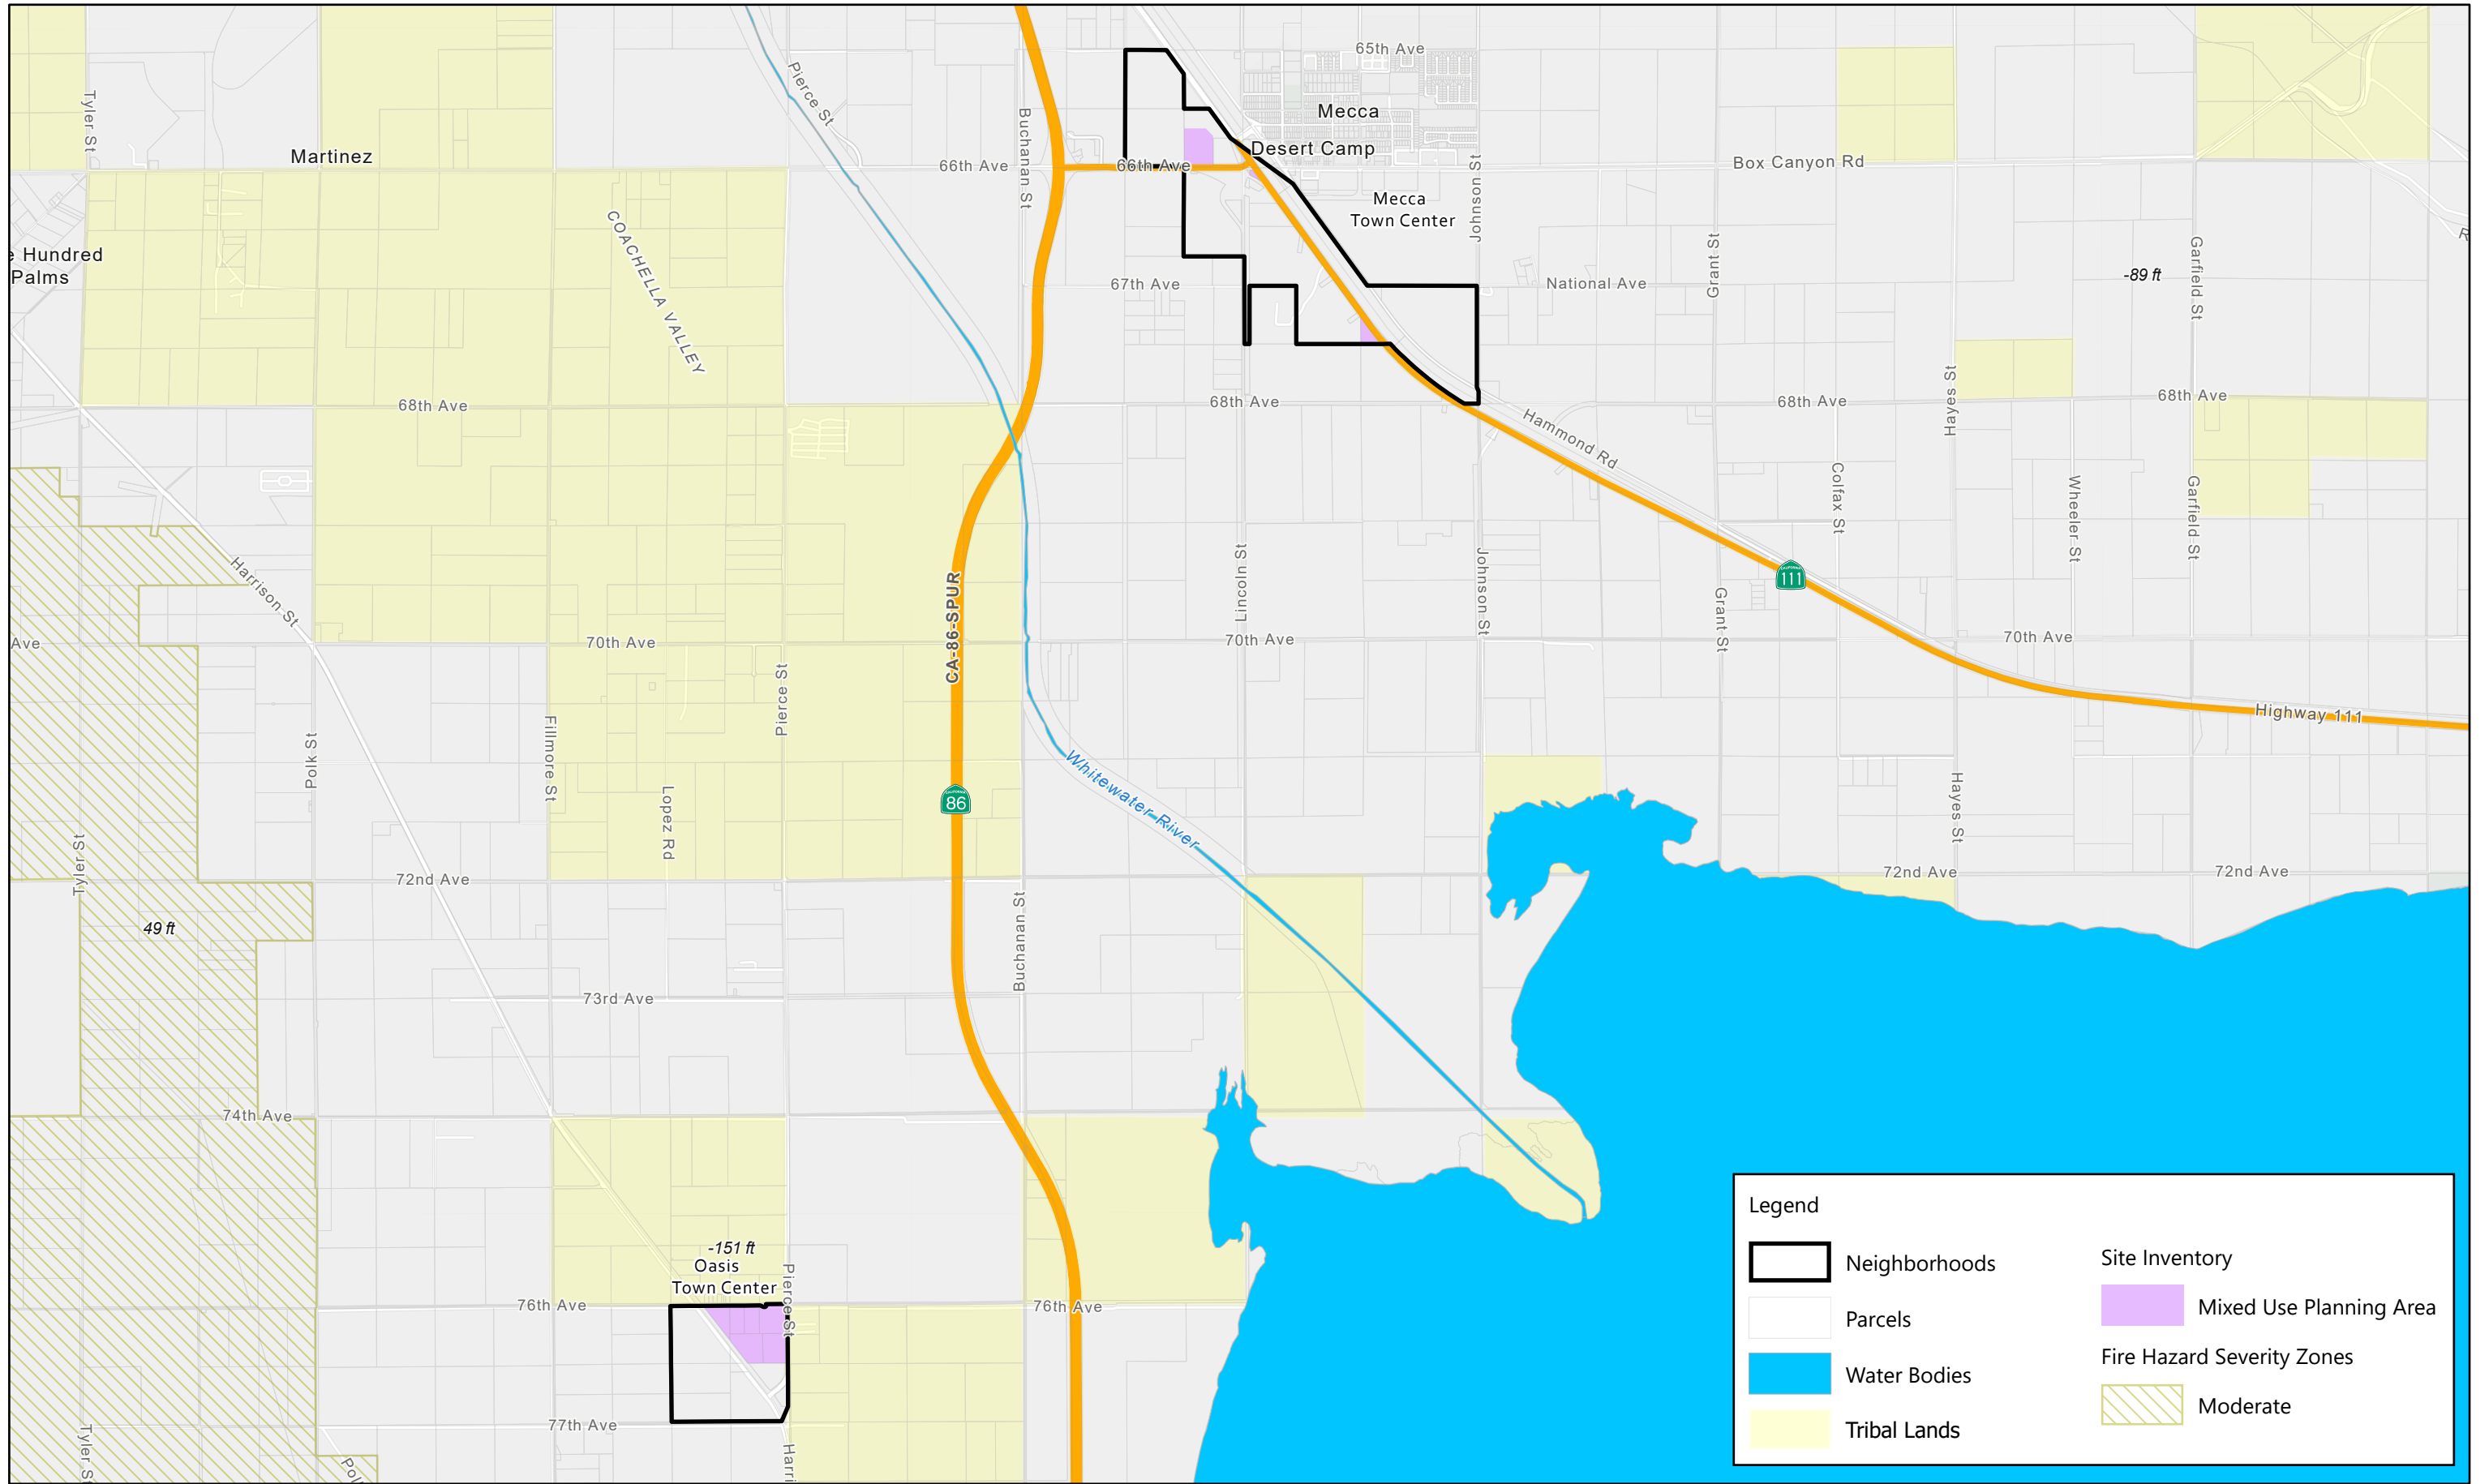 65th Ave
Pierce St
Tyler St
Mecca
Buchanan St
Desert Camp
Martinez
66th Ave
66th Ave
Box Canyon Rd
Johnson St
Mecca
Town Center
COACHELLA VALLEY
e Hundred
Palms
Grant St
Garfield St
-89 ft
67th Ave
National Ave
68th Ave
68th Ave
68th Ave
68th Ave
Hayes St
Hammond Rd
Colfax St
Wheeler St
Garfield St
Harrison St
CA-86-SPUR
Lincoln St
Johnson St
111
Grant St
Ave
70th Ave
70th Ave
70th Ave
Pierce St
Polk St
Fillmore St
Highway 111
Lopez Rd
86
Whitewater River
Hayes St
Tyler St
72nd Ave
72nd Ave
72nd Ave
49 ft
Buchanan St
73rd Ave
74th Ave
-151 ft
Oasis
Town Center
Pierce St
76th Ave
76th Ave
77th Ave
Tyler St
Pol
Harri
Legend
Neighborhoods
Parcels
Water Bodies
Tribal Lands
Site Inventory
Mixed Use Planning Area
Fire Hazard Severity Zones
Moderate